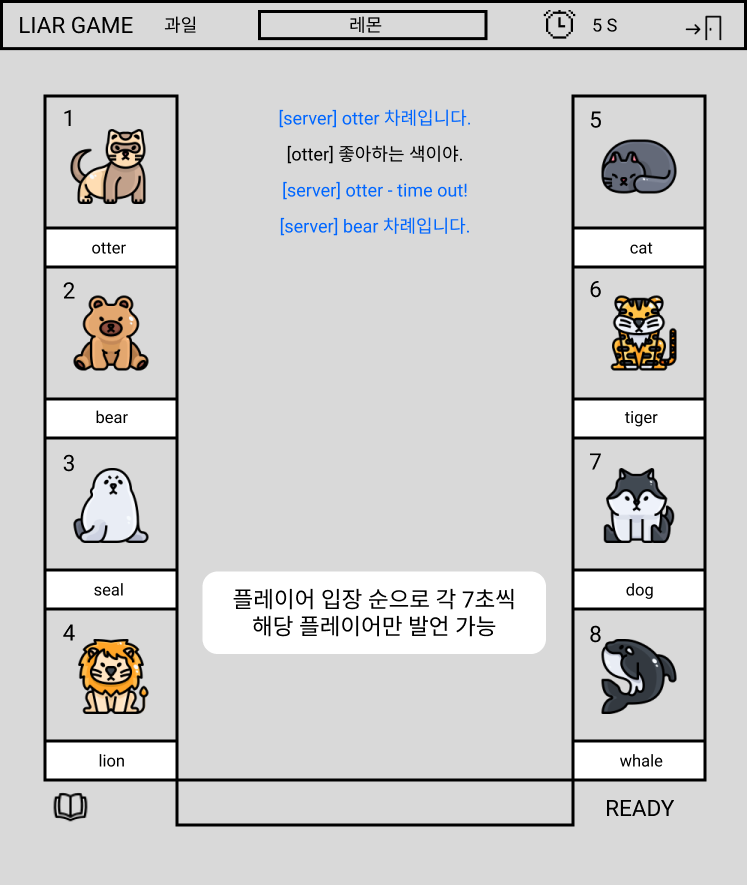 LIAR GAME 과일 레몬 5 S
1
otter
2
bear
3
seal
4
lion
[server] otter 차례입니다.
[otter] 좋아하는 색이야.
[server] otter - time out!
[server] bear 차례입니다.
플레이어 입장 순으로 각 7초씩
해당 플레이어만 발언 가능
5
cat
6
tiger
7
dog
8
whale
READY